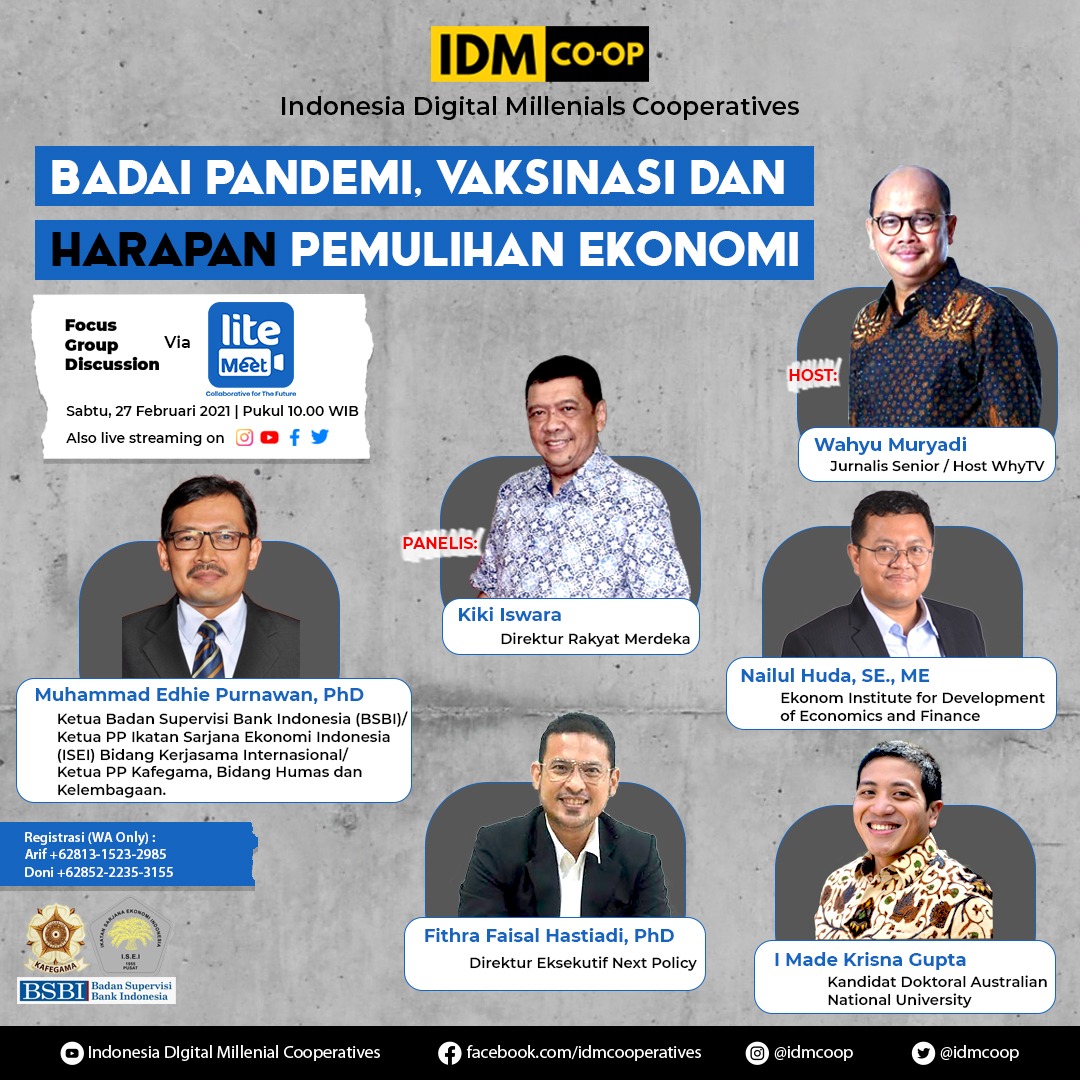 IDM CO-OP
Indonesia Digital Millenials Cooperatives
BADAI PANDEMI, VAKSINASI DAN
HARAPAN PEMULIHAN EKONOMI
Focus
Group
Discussion
Via
lite
Meet
Collaborative for The Future
Sabtu, 27 Februari 2021 | Pukul 10.00 WIB
Also live streaming on
HOST:
Wahyu Muryadi
Jurnalis Senior / Host WhyTV
PANELIS:
Kiki Iswara
Direktur Rakyat Merdeka
Nailul Huda, SE., ME
Ekonom Institute for Development
of Economics and Finance
Muhammad Edhie Purnawan, PhD
Ketua Badan Supervisi Bank Indonesia (BSBI)/
Ketua PP Ikatan Sarjana Ekonomi Indonesia
(ISEI) Bidang Kerjasama Internasional/
Ketua PP Kafegama, Bidang Humas dan
Kelembagaan.
Fithra Faisal Hastiadi, PhD
Direktur Eksekutif Next Policy
I Made Krisna Gupta
Kandidat Doktoral Australian
National University
Registrasi (WA Only) :
Arif +62813-1523-2985
Doni +62852-2235-3155
KAFEGAMA
IKATAN SARJANA EKONOMI INDONESIA
I.S.E.I
1955
PUSAT
BSBI
Badan Supervisi
Bank Indonesia
Indonesia DIgital Millenial Cooperatives
facebook.com/idmcooperatives
@idmcoop
@idmcoop